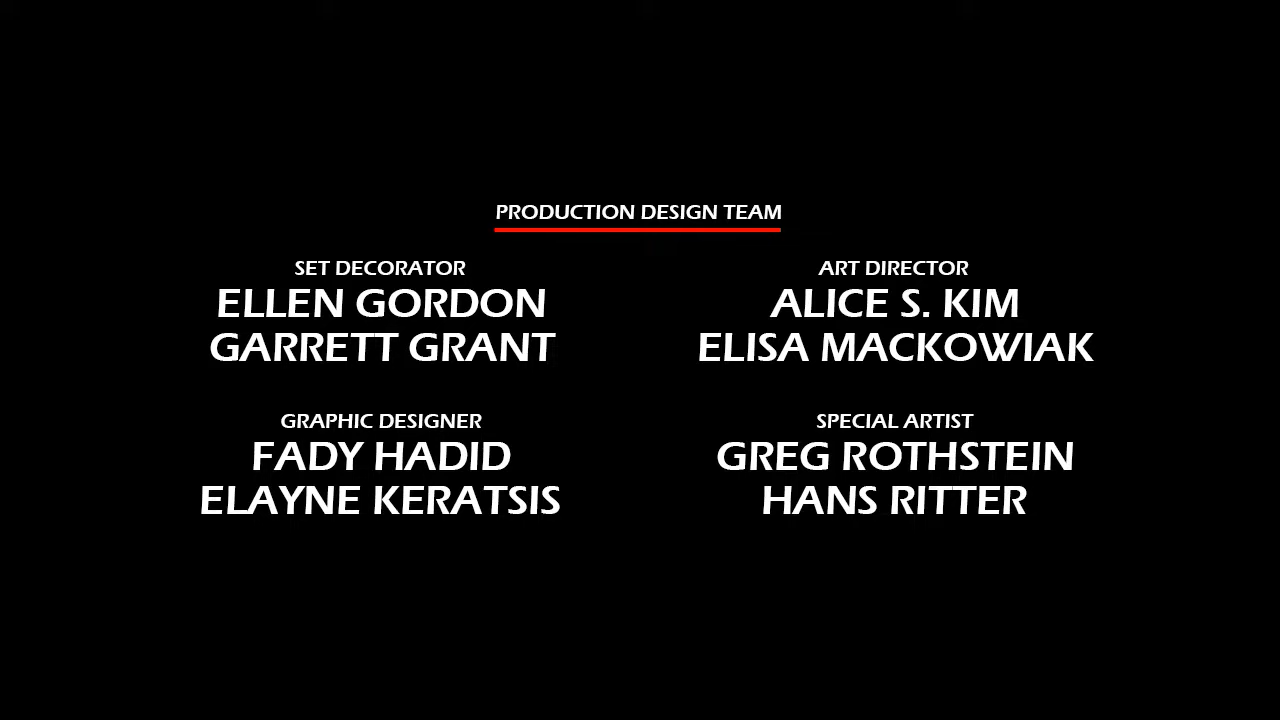 PRODUCTION DESIGN TEAM
SET DECORATOR
ELLEN GORDON
GARRETT GRANT
ART DIRECTOR
ALICE S. KIM
ELISA MACKOWIAK
GRAPHIC DESIGNER
FADY HADID
ELAYNE KERATSIS
SPECIAL ARTIST
GREG ROTHSTEIN
HANS RITTER